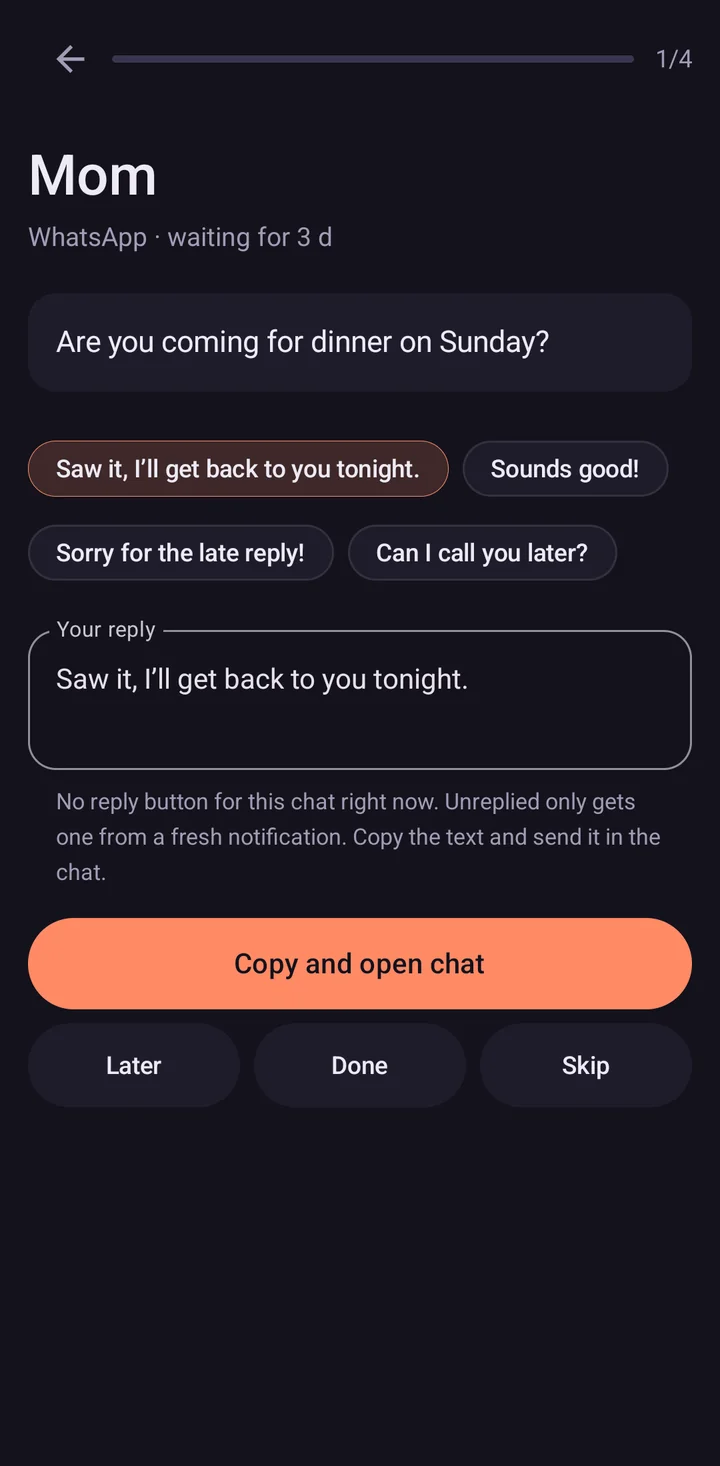 1/4
Mom
WhatsApp · waiting for 3 d
Are you coming for dinner on Sunday?
Saw it, I’ll get back to you tonight.
Sounds good!
Sorry for the late reply!
Can I call you later?
Your reply
Saw it, I’ll get back to you tonight.
No reply button for this chat right now. Unreplied only gets
one from a fresh notification. Copy the text and send it in the
chat.
Copy and open chat
Later
Done
Skip